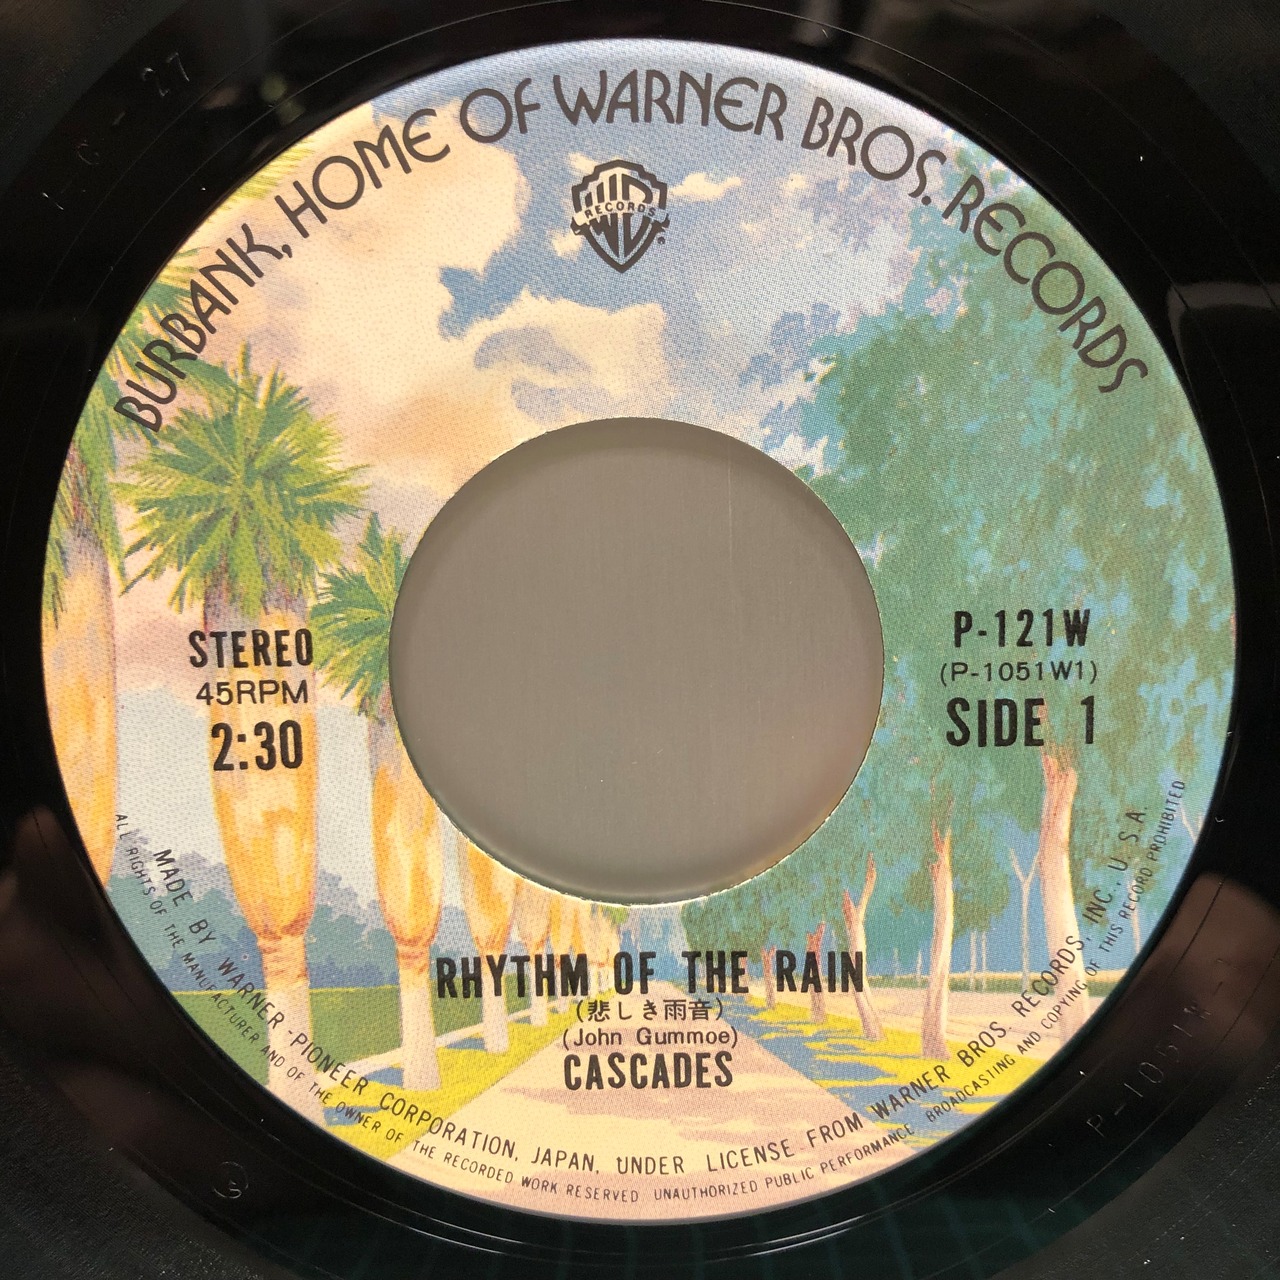 BURBANK, HOME OF WARNER BROS. RECORDS
RECORDS
STEREO
45RPM
2:30
P-121W
(P-1051W1)
SIDE 1
RHYTHM OF THE RAIN
(悲しき雨音)
(John Gummoe)
CASCADES
MADE BY WARNER-PIONEER CORPORATION, JAPAN, UNDER LICENSE FROM WARNER BROS. RECORDS, INC., U. S. A.
ALL RIGHTS OF THE MANUFACTURER AND OF THE OWNER OF THE RECORDED WORK RESERVED UNAUTHORIZED PUBLIC PERFORMANCE BROADCASTING AND COPYING OF THIS RECORD PROHIBITED